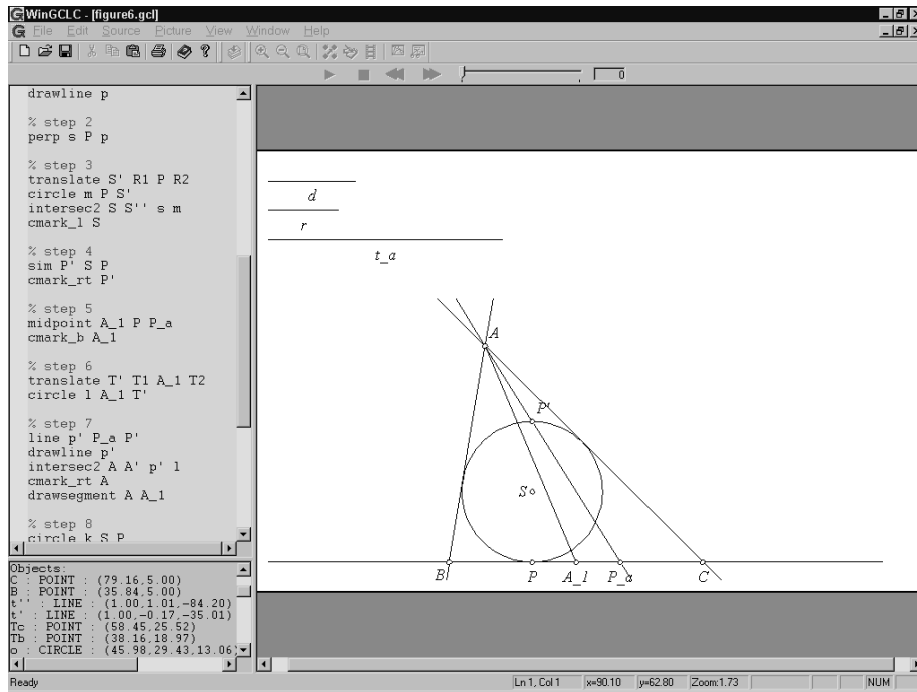 WinGCLC - [figure6.gcl]
File Edit Source Picture View Window Help
0
drawline p
% step 2
perp s P p
% step 3
translate S' R1 P R2
circle m P S'
intersec2 S S'' s m
cmark_l S
% step 4
sim P' S P
cmark_rt P'
% step 5
midpoint A_1 P P_a
cmark_b A_1
% step 6
translate T' T1 A_1 T2
circle l A_1 T'
% step 7
line p' P_a P'
drawline p'
intersec2 A A' p' l
cmark_rt A
drawsegment A A_1
% step 8
circle k S P
Objects:
C : POINT : (79.16,5.00)
B : POINT : (35.84,5.00)
t'' : LINE : (1.00,1.01,-84.20)
t' : LINE : (1.00,-0.17,-35.01)
Tc : POINT : (58.45,25.52)
Tb : POINT : (38.16,18.97)
o : CIRCLE : (45.98,29.43,13.06)
d
r
t_a
A
P'
S
B P A_1 P_a C
Ready Ln 1, Col 1 x=90.10 y=62.80 Zoom:1.73 NUM